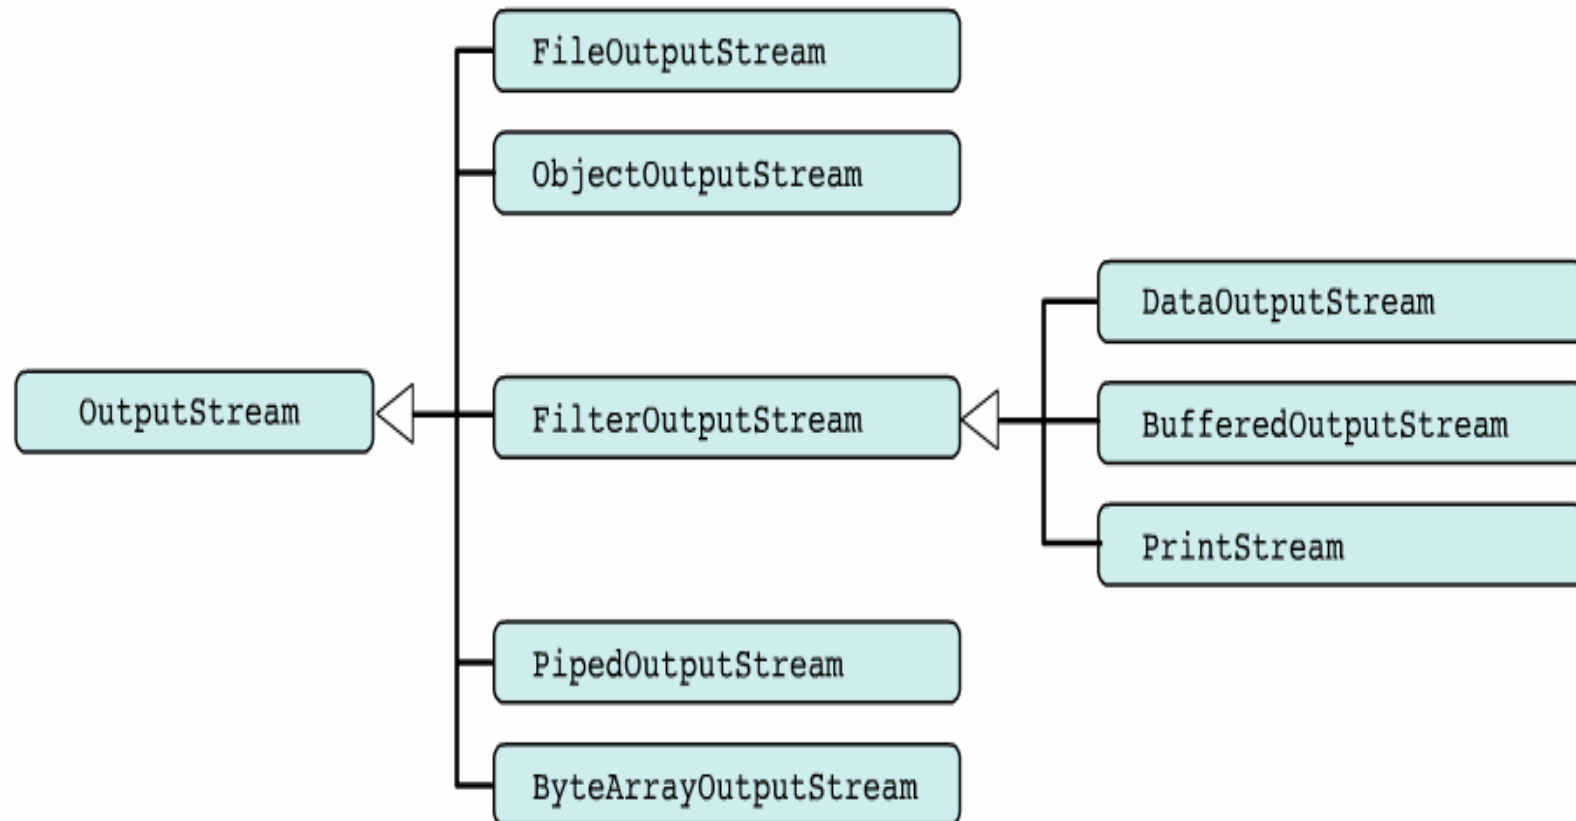 FileOutputStream
ObjectOutputStream
DataOutputStream
OutputStream
FilterOutputStream
BufferedOutputStream
PrintStream
PipedOutputStream
ByteArrayOutputStream